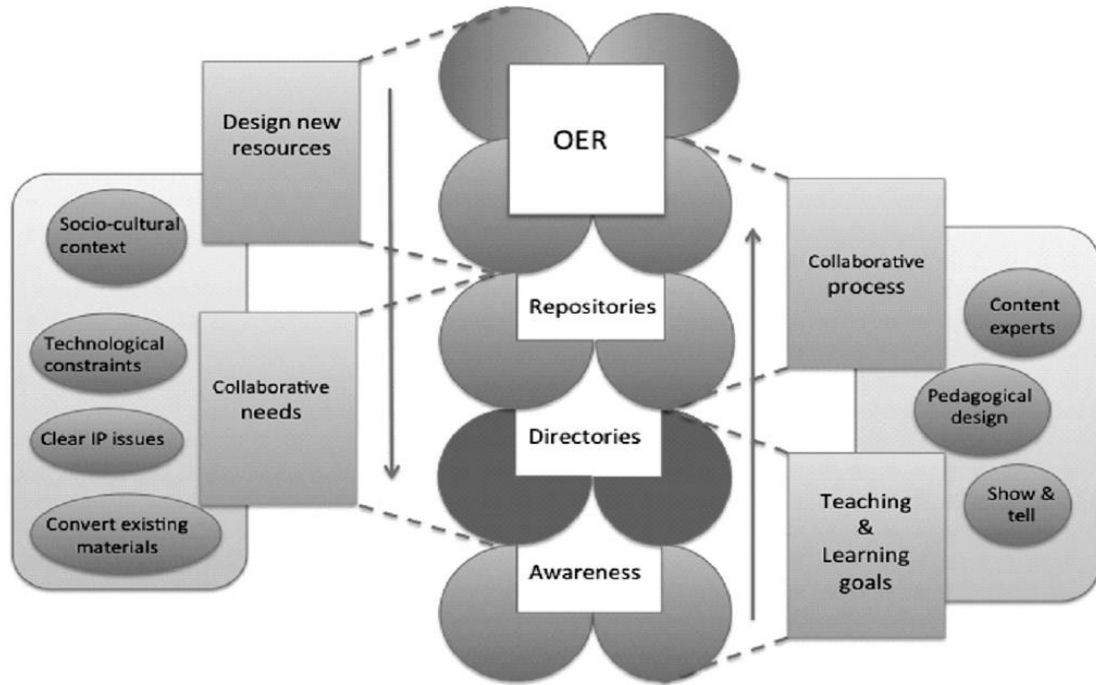 Design new
resources
Socio-cultural
context
Technological
constraints
Collaborative
needs
Clear IP issues
Convert existing
materials
OER
Repositories
Directories
Awareness
Collaborative
process
Content
experts
Pedagogical
design
Teaching
&
Learning
goals
Show &
tell